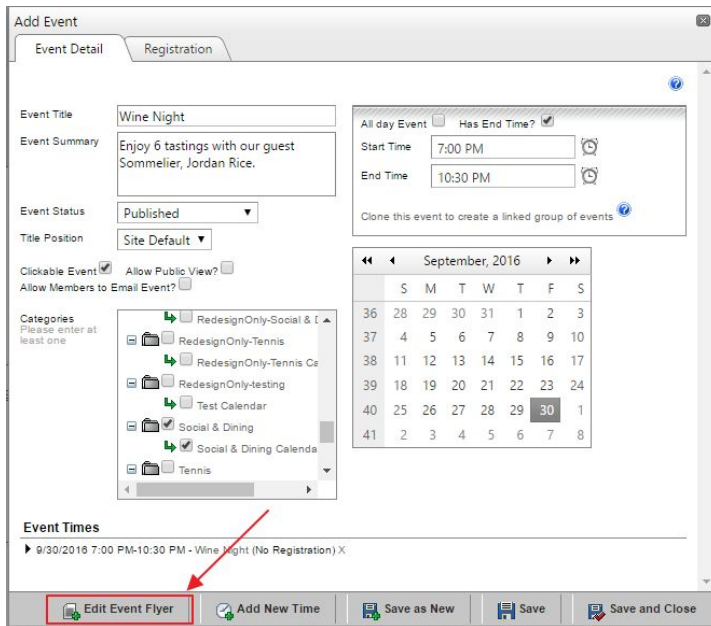 Add Event
Event Detail
Registration
Event Title
Wine Night
Event Summary
Enjoy 6 tastings with our guest
Sommelier, Jordan Rice.
Event Status
Published
Title Position
Site Default
Clickable Event
Allow Public View?
Allow Members to Email Event?
Categories
Please enter at
least one
RedesignOnly-Social & D
RedesignOnly-Tennis
RedesignOnly-Tennis Ca
RedesignOnly-testing
Test Calendar
Social & Dining
Social & Dining Calenda
Tennis
All day Event
Has End Time?
Start Time
7:00 PM
End Time
10:30 PM
Clone this event to create a linked group of events
September, 2016
S M T W T F S
36 28 29 30 31 1 2 3
37 4 5 6 7 8 9 10
38 11 12 13 14 15 16 17
39 18 19 20 21 22 23 24
40 25 26 27 28 29 30 1
41 2 3 4 5 6 7 8
Event Times
9/30/2016 7:00 PM-10:30 PM - Wine Night (No Registration) X
Edit Event Flyer
Add New Time
Save as New
Save
Save and Close